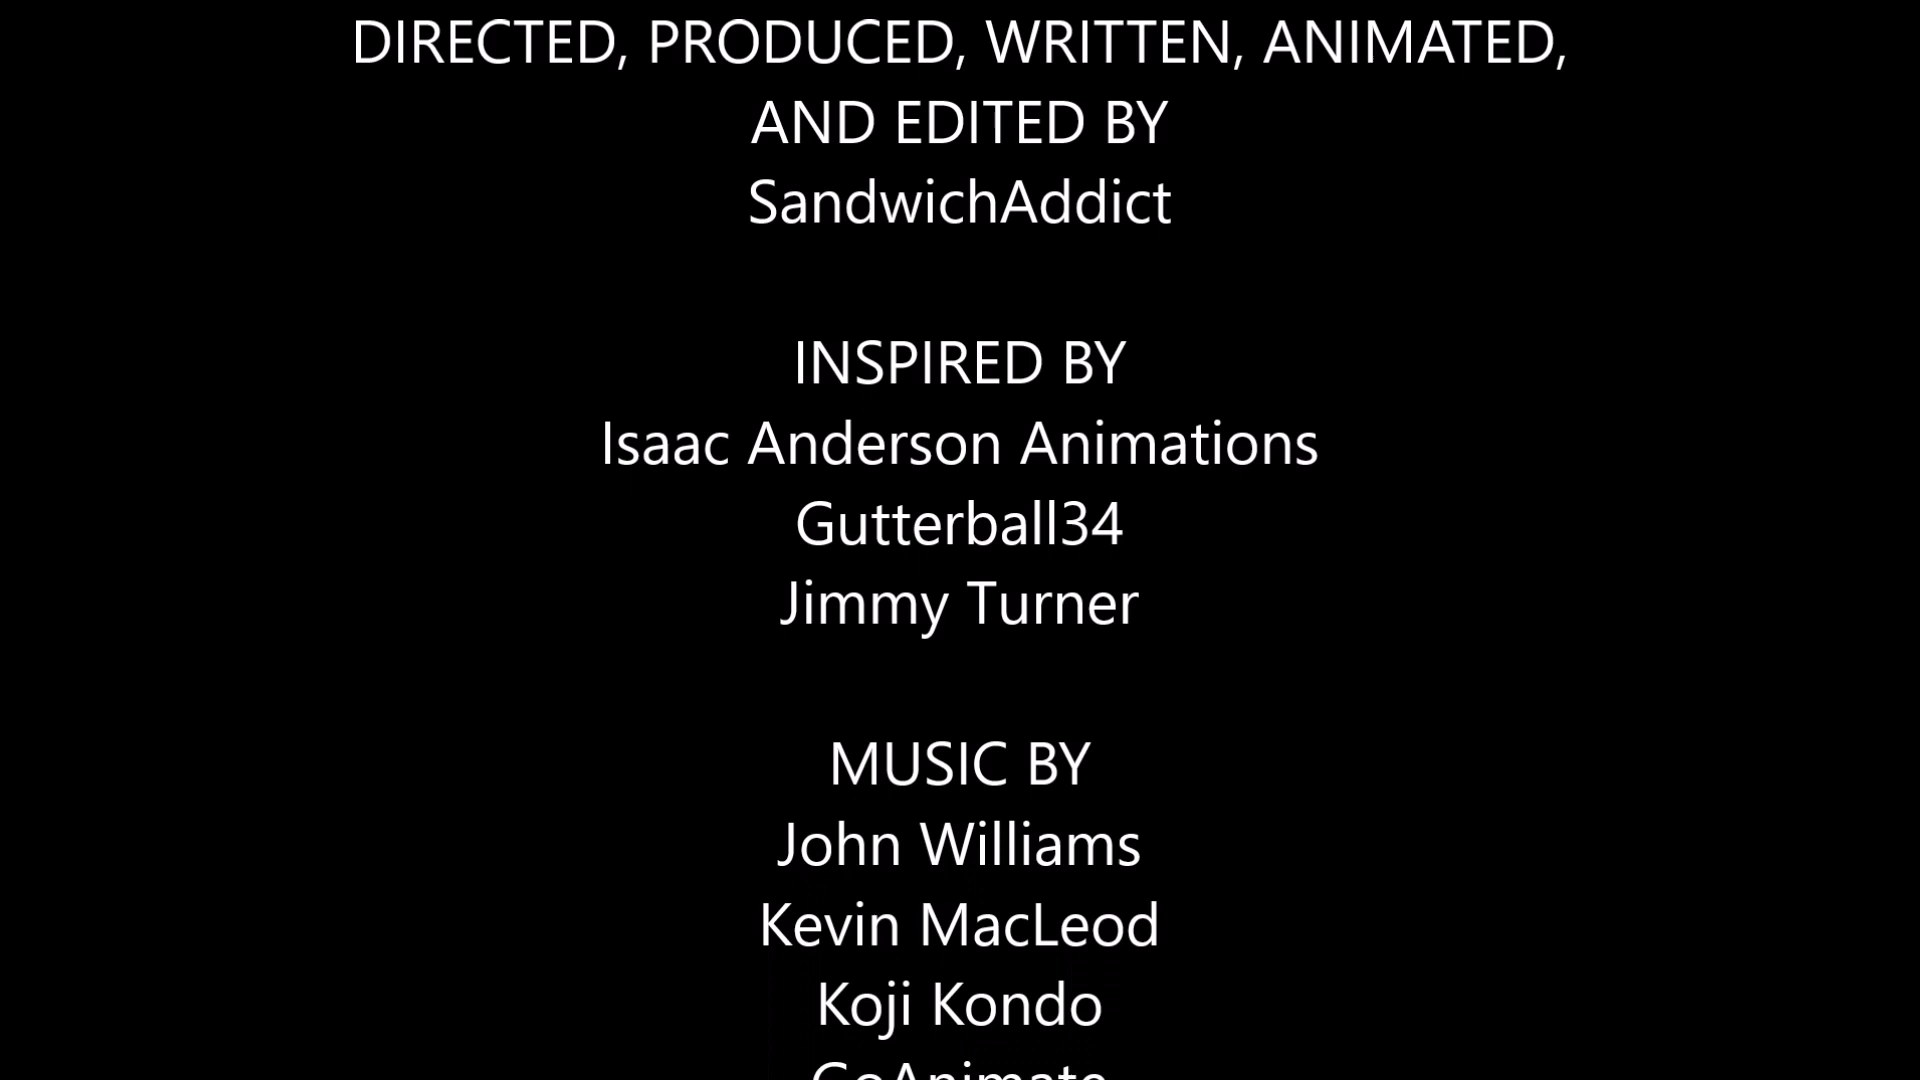 DIRECTED, PRODUCED, WRITTEN, ANIMATED,
AND EDITED BY
SandwichAddict
INSPIRED BY
Isaac Anderson Animations
Gutterball34
Jimmy Turner
MUSIC BY
John Williams
Kevin MacLeod
Koji Kondo
GoAnimate